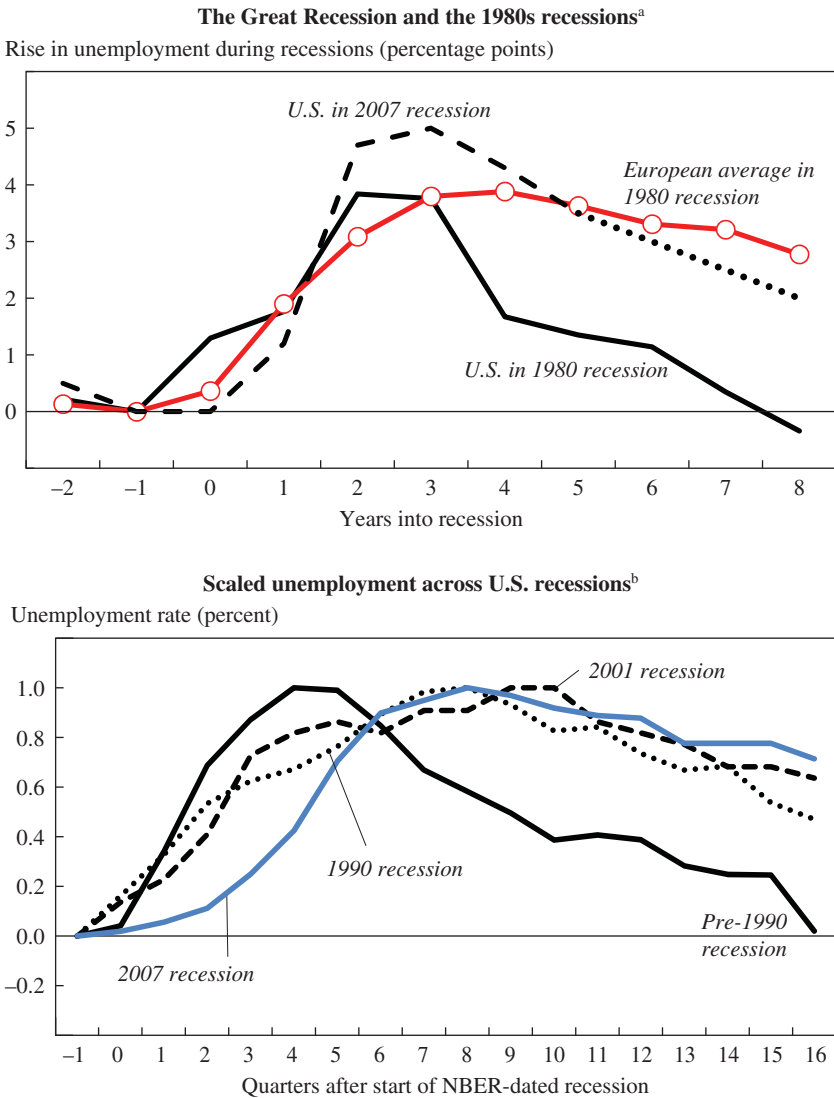 The Great Recession and the 1980s recessionsa
Rise in unemployment during recessions (percentage points)
U.S. in 2007 recession
European average in
1980 recession
U.S. in 1980 recession
5
4
3
2
1
0
–2 –1 0 1 2 3 4 5 6 7 8
Years into recession
Scaled unemployment across U.S. recessionsb
Unemployment rate (percent)
2001 recession
1990 recession
Pre-1990
recession
2007 recession
1.0
0.8
0.6
0.4
0.2
0.0
–0.2
–1 0 1 2 3 4 5 6 7 8 9 10 11 12 13 14 15 16
Quarters after start of NBER-dated recession